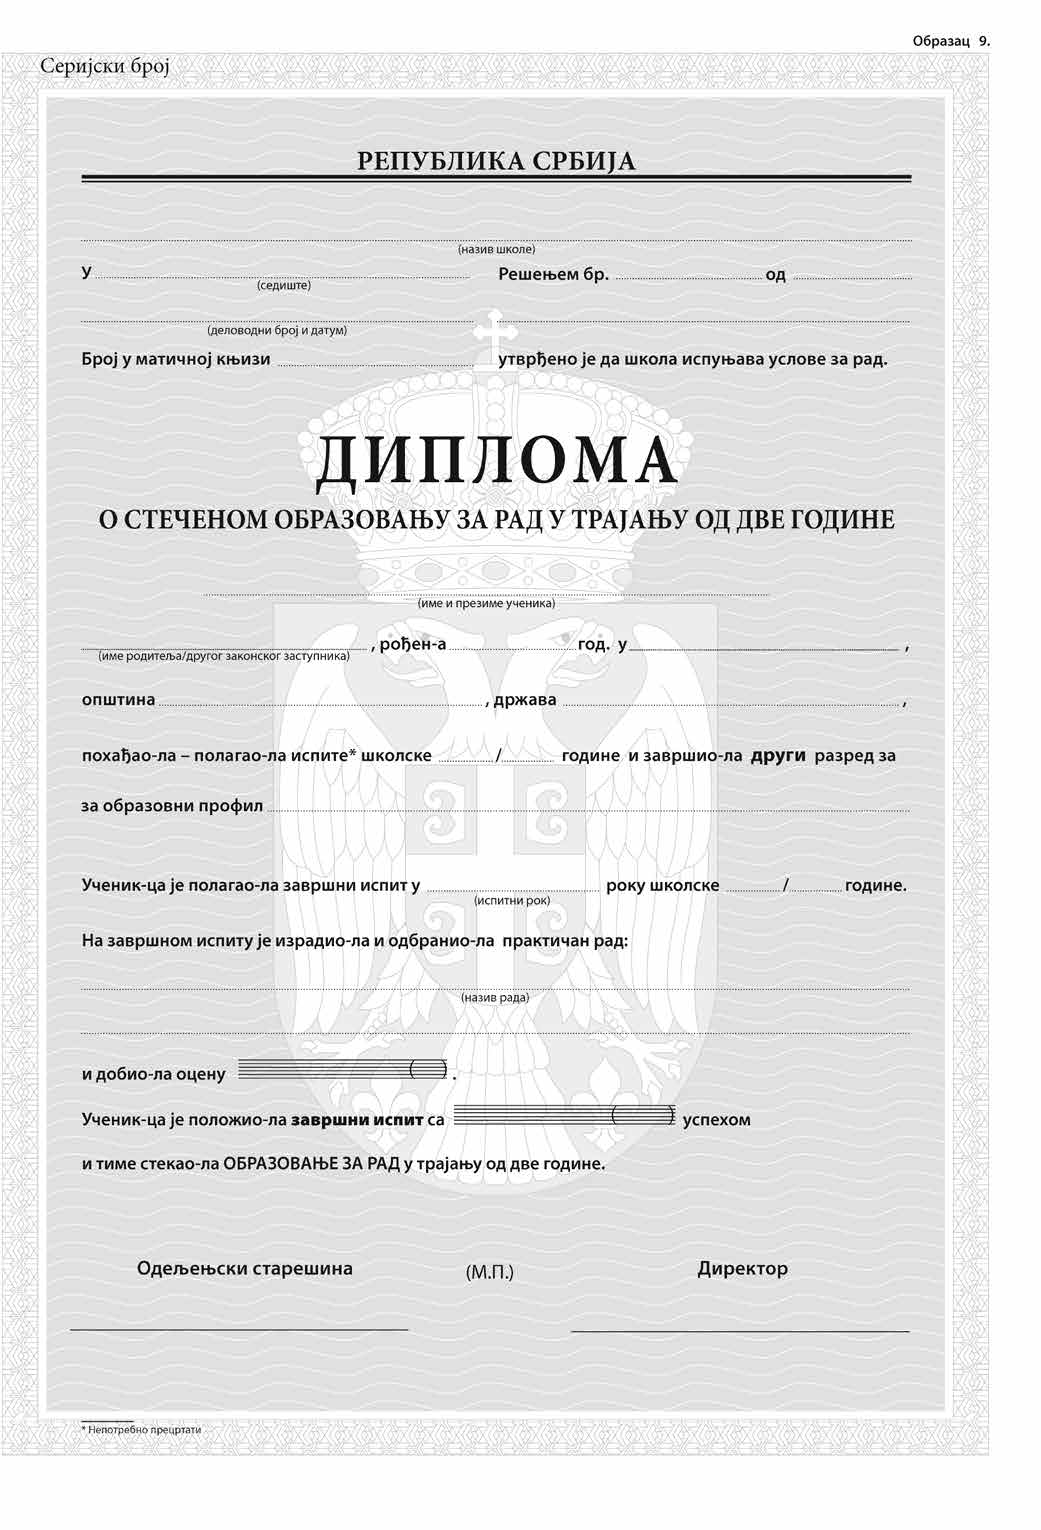 Образац 9.
Серијски број
РЕПУБЛИКА СРБИЈА
(назив школе)
У Решењем бр. од
(седиште)
(деловодни број и датум)
Број у матичној књизи утврђено је да школа испуњава услове за рад.
ДИПЛОМА
О СТЕЧЕНОМ ОБРАЗОВАЊУ ЗА РАД У ТРАЈАЊУ ОД ДВЕ ГОДИНЕ
(име и презиме ученика)
, рођен-а год. у ,
(име родитеља/другог законског заступника)
општина , држава ,
похађао-ла – полагао-ла испите* школске / године и завршио-ла други разред за
за образовни профил
Ученик-ца је полагао-ла завршни испит у року школске / године.
(испитни рок)
На завршном испиту је израдио-ла и одбранио-ла практичан рад:
(назив рада)
и добио-ла оцену .
Ученик-ца је положио-ла завршни испит са успехом
и тиме стекао-ла ОБРАЗОВАЊЕ ЗА РАД у трајању од две године.
Одељењски старешина (М.П.) Директор
* Непотребно прецртати